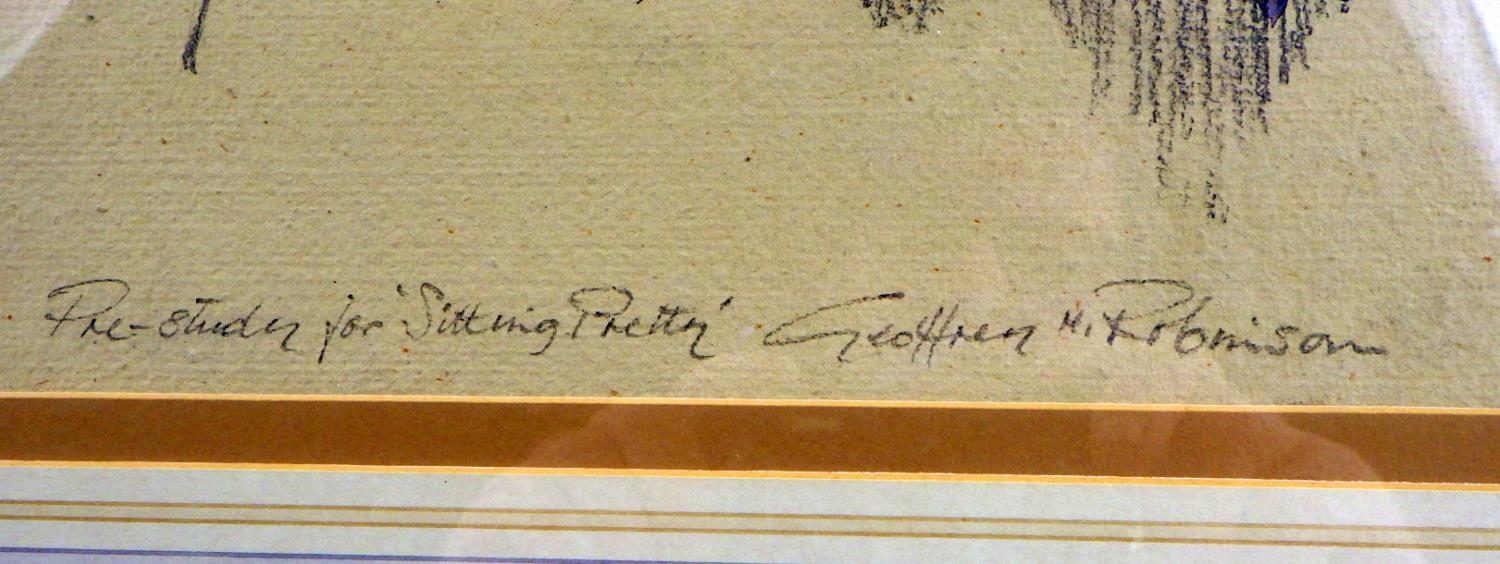 Pre-study for 'Sitting Pretty' Geoffrey H. Robinson